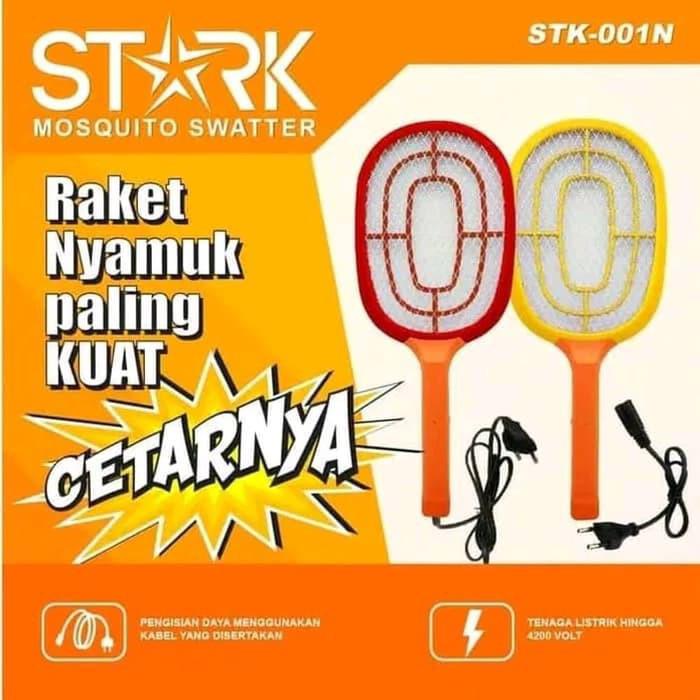 STARK
MOSQUITO SWATTER
STK-001N
Raket
Nyamuk
paling
KUAT
CETARNYA
PENGISIAN DAYA MENGGUNAKAN
KABEL YANG DISERTAKAN
TENAGA LISTRIK HINGGA
4200 VOLT